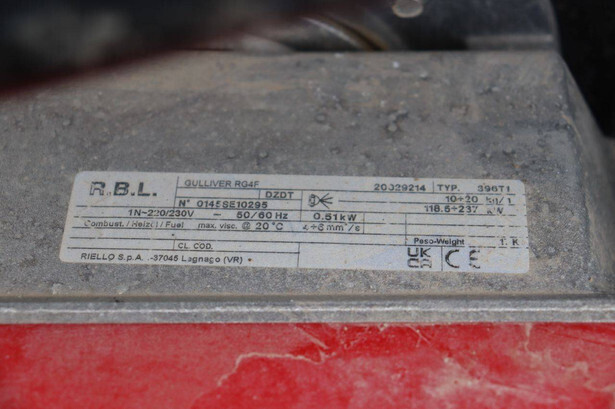 R.B.L.
GULLIVER RG4F 20029214 TYP. 396T1
DZDT 10÷20 kg/h
N° 0145SE10295 118.5÷237 kW
1N~220/230V ~ 50/60 Hz 0.51kW
Combust. / Heizöl / Fuel max. visc. @ 20°C 4÷6 mm²/s
Peso-Weight K
CL. COD.
RIELLO S.p.A. -37045 Legnago (VR)
UK
CA
CE